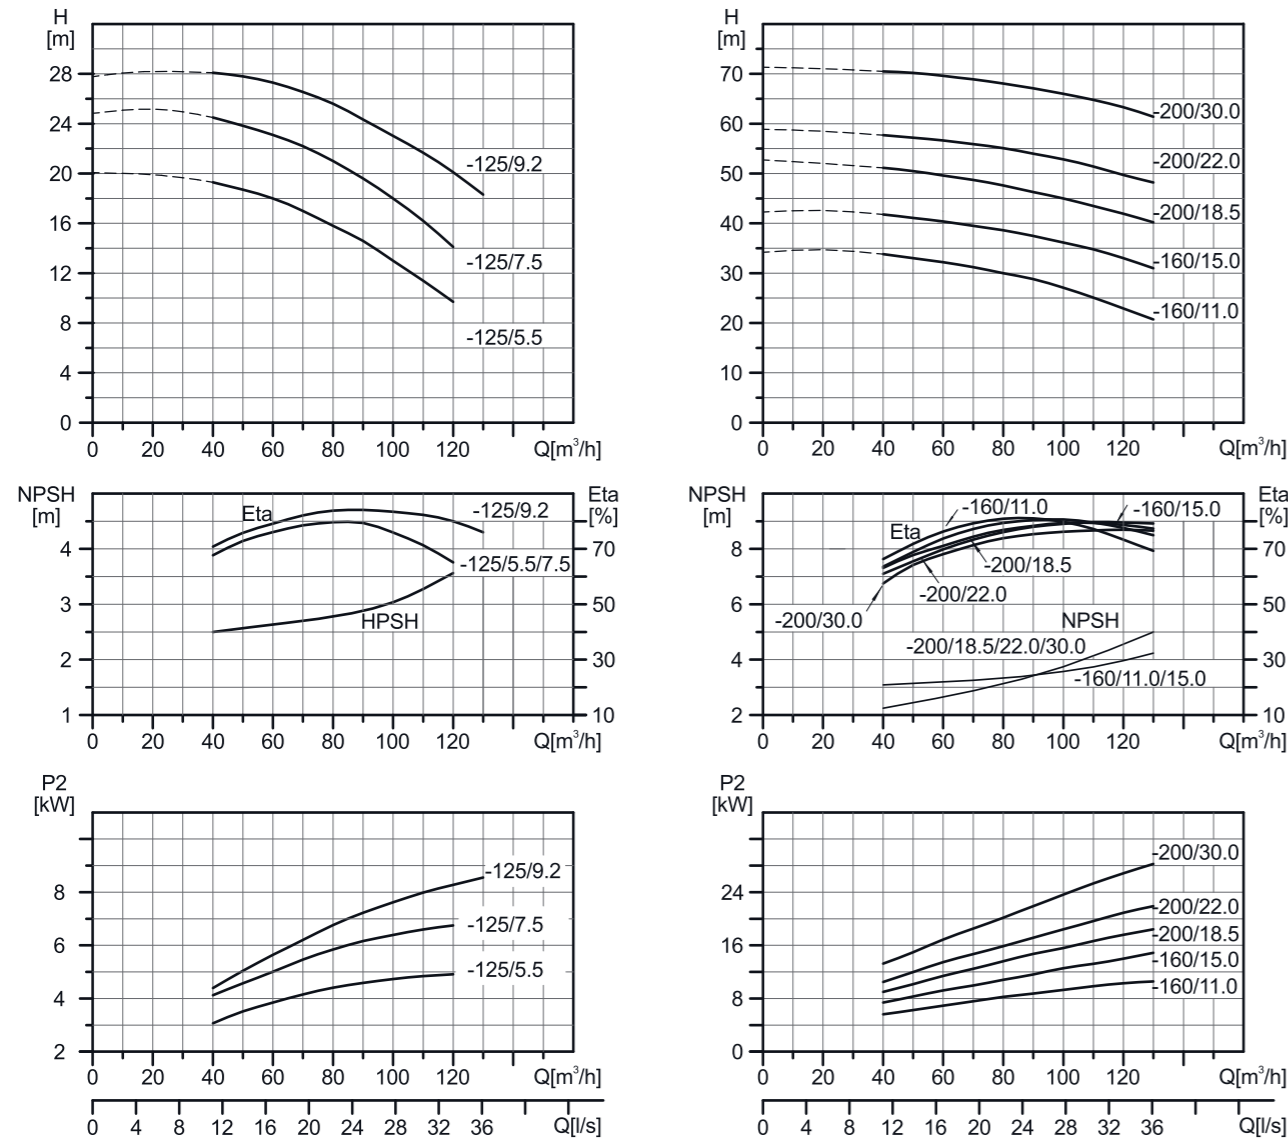 H
[m]
28
24
20
16
12
8
4
0
-125/9.2
-125/7.5
-125/5.5
0 20 40 60 80 100 120 Q[m³/h]
H
[m]
70
60
50
40
30
20
10
0
-200/30.0
-200/22.0
-200/18.5
-160/15.0
-160/11.0
0 20 40 60 80 100 120 Q[m³/h]
NPSH
[m]
4
3
2
1
Eta
[%]
70
50
30
10
Eta
-125/9.2
-125/5.5/7.5
HPSH
0 20 40 60 80 100 120 Q[m³/h]
NPSH
[m]
8
6
4
2
Eta
[%]
70
50
30
10
-160/11.0
-160/15.0
Eta
-200/18.5
-200/22.0
-200/30.0
NPSH
-200/18.5/22.0/30.0
-160/11.0/15.0
0 20 40 60 80 100 120 Q[m³/h]
P2
[kW]
8
6
4
2
-125/9.2
-125/7.5
-125/5.5
0 20 40 60 80 100 120 Q[m³/h]
0 4 8 12 16 20 24 28 32 36 Q[l/s]
P2
[kW]
24
16
8
0
-200/30.0
-200/22.0
-200/18.5
-160/15.0
-160/11.0
0 20 40 60 80 100 120 Q[m³/h]
0 4 8 12 16 20 24 28 32 36 Q[l/s]